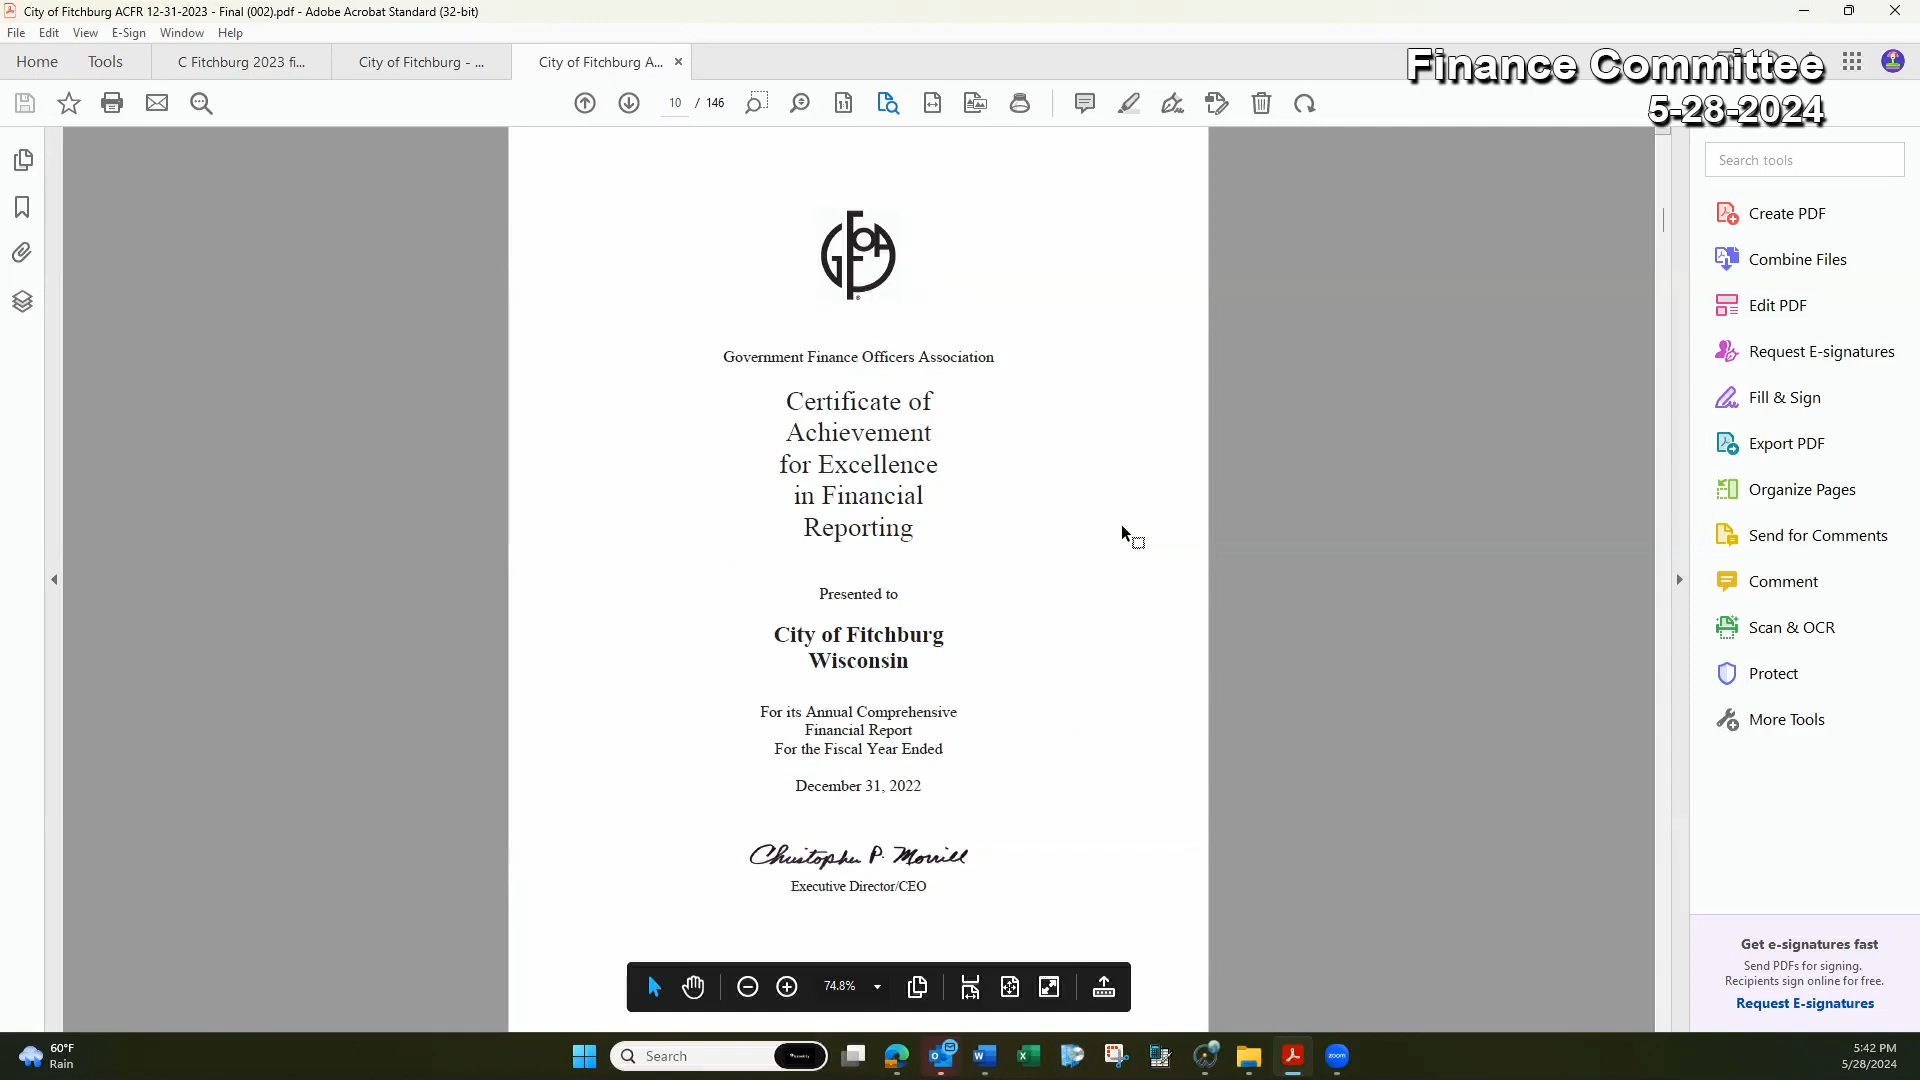 City of Fitchburg ACFR 12-31-2023 - Final (002).pdf - Adobe Acrobat Standard (32-bit)
File Edit View E-Sign Window Help
Home Tools C Fitchburg 2023 fi... City of Fitchburg - ... City of Fitchburg A...
Finance Committee
5-28-2024
10 / 146
Search tools
Create PDF
Combine Files
Edit PDF
Request E-signatures
Fill & Sign
Export PDF
Organize Pages
Send for Comments
Comment
Scan & OCR
Protect
More Tools
GFOA
Government Finance Officers Association
Certificate of
Achievement
for Excellence
in Financial
Reporting
Presented to
City of Fitchburg
Wisconsin
For its Annual Comprehensive
Financial Report
For the Fiscal Year Ended
December 31, 2022
Christopher P. Morrill
Executive Director/CEO
74.8%
Get e-signatures fast
Send PDFs for signing.
Recipients sign online for free.
Request E-signatures
60°F
Rain
Search
zoom
5:42 PM
5/28/2024